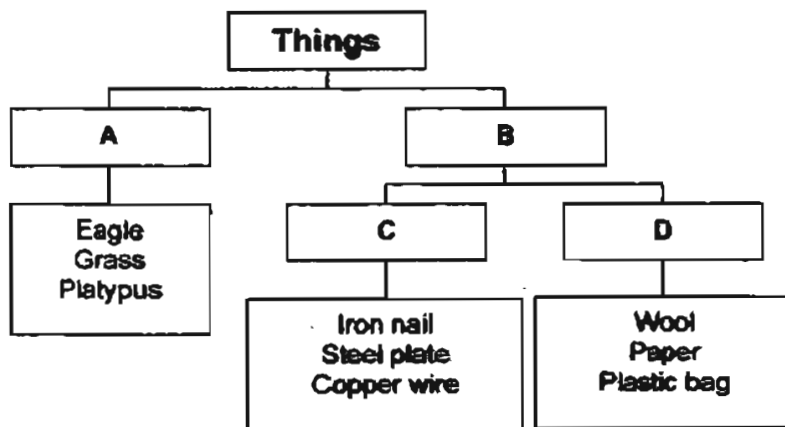 Things
A
B
Eagle
Grass
Platypus
C
D
Iron nail
Steel plate
Copper wire
Wool
Paper
Plastic bag